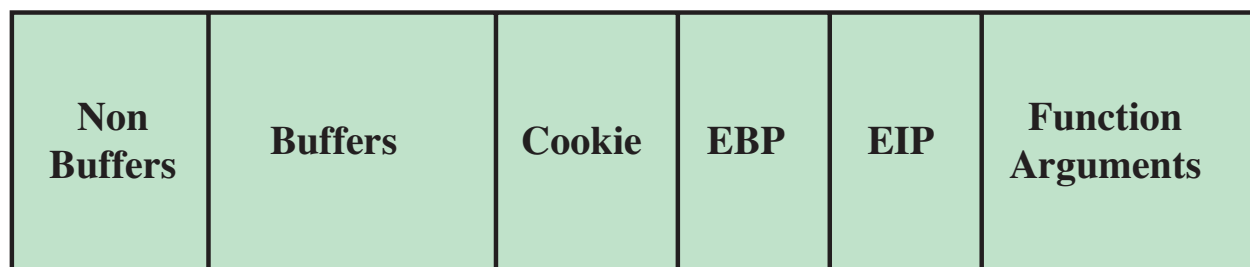 Non
Buffers
Buffers
Cookie
EBP
EIP
Function
Arguments